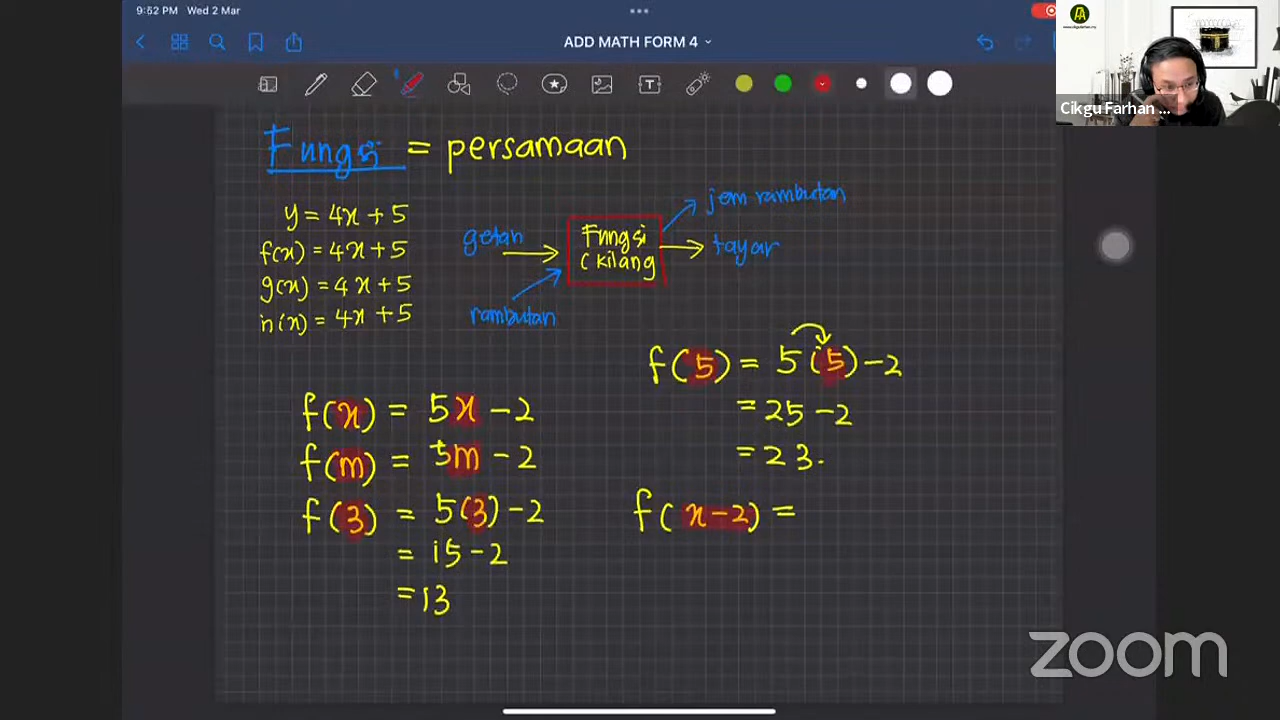 9:52 PM Wed 2 Mar
ADD MATH FORM 4
Cikgu Farhan ...
Fungsi = persamaan
y = 4x + 5
f(x) = 4x + 5
g(x) = 4x + 5
h(x) = 4x + 5
getah
rambutan
Fungsi
(kilang
jem rambutan
tayar
f(x) = 5x - 2
f(m) = 5m - 2
f(3) = 5(3) - 2
= 15 - 2
= 13
f(5) = 5(5) - 2
= 25 - 2
= 23.
f(x-2) =
zoom